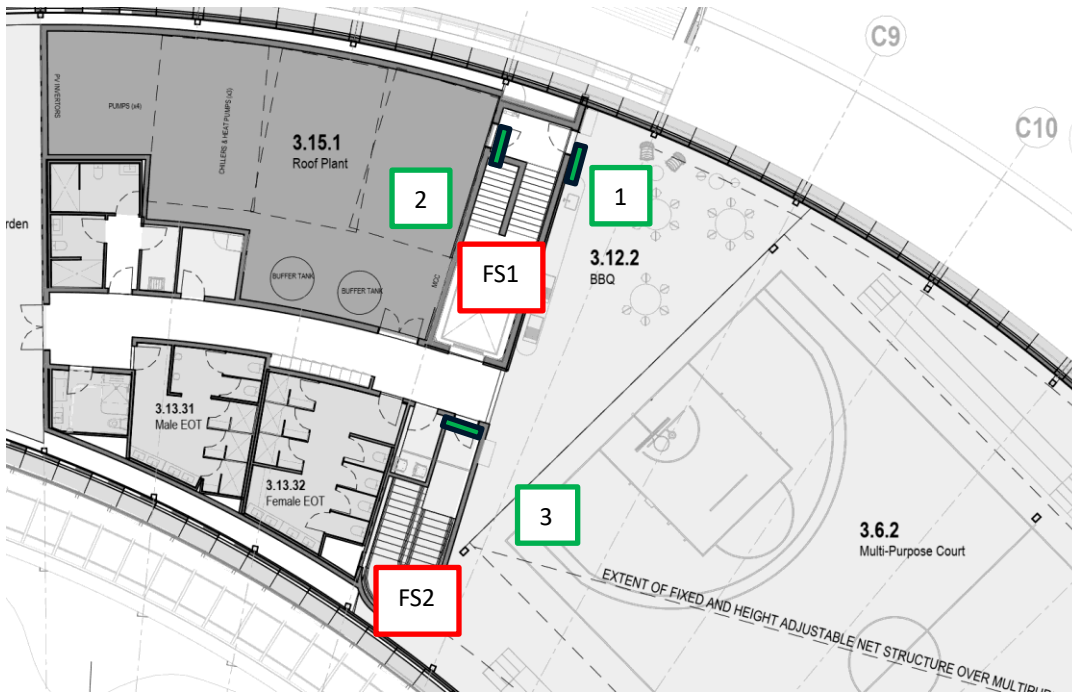 C9
C10
PV INVERTORS
PUMPS (x4)
CHILLERS & HEAT PUMPS (x3)
3.15.1
Roof Plant
2
1
rden
3.12.2
BBQ
FS1
MCC
BUFFER TANK
BUFFER TANK
3.13.31
Male EOT
3.13.32
Female EOT
3
3.6.2
Multi-Purpose Court
FS2
EXTENT OF FIXED AND HEIGHT ADJUSTABLE NET STRUCTURE OVER MULTIPUR